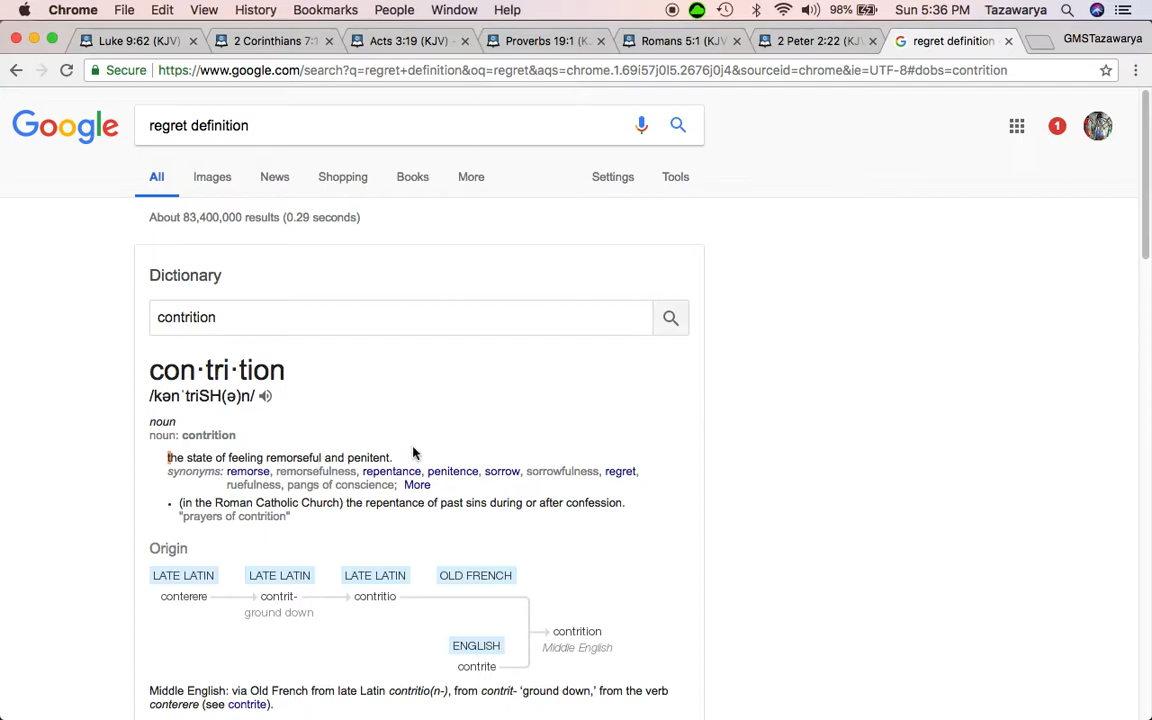 Chrome File Edit View History Bookmarks People Window Help 98% Sun 5:36 PM Tazawarya
Luke 9:62 (KJV) 2 Corinthians 7:1 Acts 3:19 (KJV) - Proverbs 19:1 (K Romans 5:1 (KJV) 2 Peter 2:22 (KJV regret definition GMSTazawarya
Secure https://www.google.com/search?q=regret+definition&oq=regret&aqs=chrome.1.69i57j0l5.2676j0j4&sourceid=chrome&ie=UTF-8#dobs=contrition
Google regret definition 1
All Images News Shopping Books More Settings Tools
About 83,400,000 results (0.29 seconds)
Dictionary
contrition
con·tri·tion
/kənˈtriSH(ə)n/
noun
noun: contrition
the state of feeling remorseful and penitent.
synonyms: remorse, remorsefulness, repentance, penitence, sorrow, sorrowfulness, regret,
ruefulness, pangs of conscience; More
• (in the Roman Catholic Church) the repentance of past sins during or after confession.
"prayers of contrition"
Origin
LATE LATIN LATE LATIN LATE LATIN OLD FRENCH
conterere contrit- contritio
ground down
contrition
ENGLISH Middle English
contrite
Middle English: via Old French from late Latin contritio(n-), from contrit- ‘ground down,’ from the verb
conterere (see contrite).